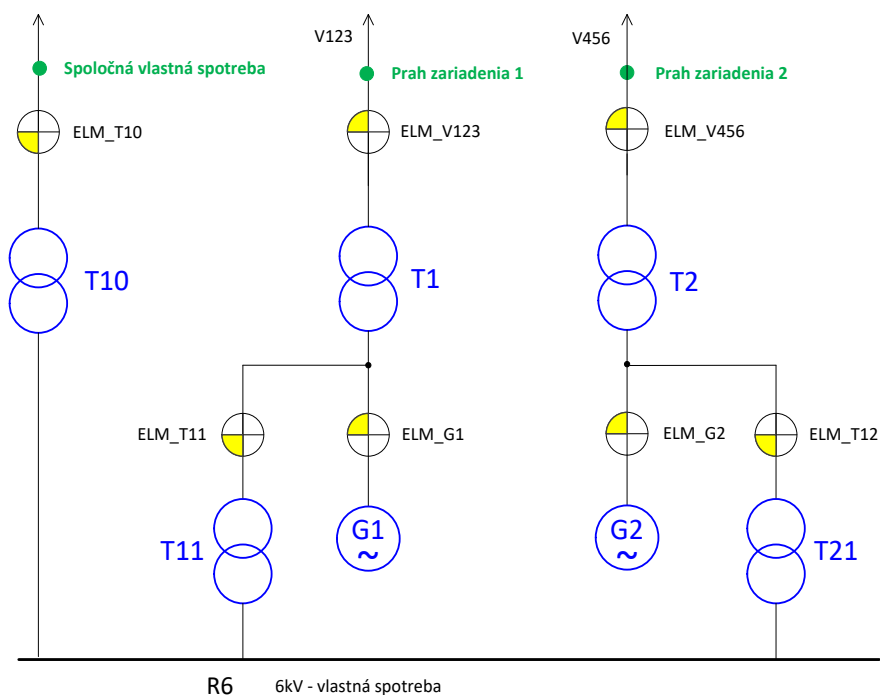 V123
V456
Spoločná vlastná spotreba
Prah zariadenia 1
Prah zariadenia 2
ELM_T10
ELM_V123
ELM_V456
T10
T1
T2
ELM_T11
ELM_G1
ELM_G2
ELM_T12
T11
G1
~
G2
~
T21
R6
6kV - vlastná spotreba